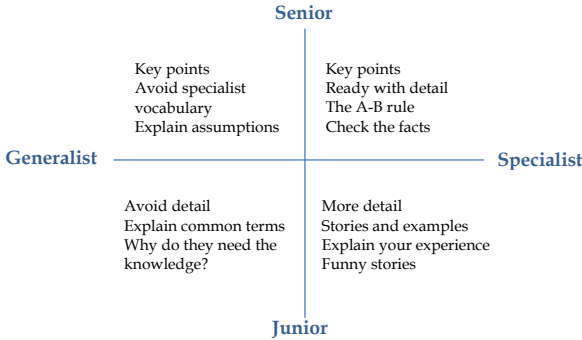 Senior
Key points
Avoid specialist
vocabulary
Explain assumptions
Key points
Ready with detail
The A-B rule
Check the facts
Generalist
Specialist
Avoid detail
Explain common terms
Why do they need the
knowledge?
More detail
Stories and examples
Explain your experience
Funny stories
Junior